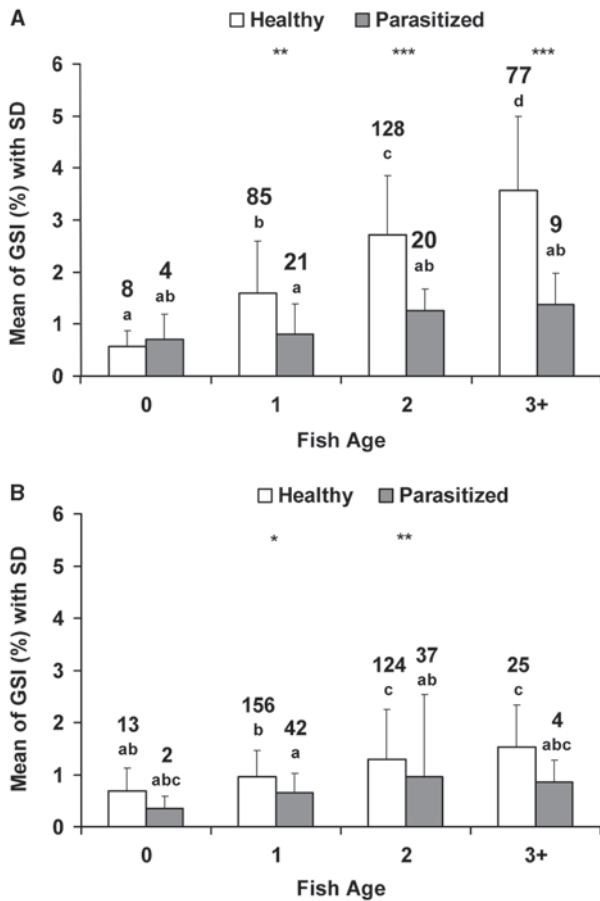 A
Healthy Parasitized
** *** ***
Mean of GSI (%) with SD
6
5
4
3
2
1
0
8
a
4
ab
85
b
21
a
128
c
20
ab
77
d
9
ab
0 1 2 3+
Fish Age
B
Healthy Parasitized
* **
Mean of GSI (%) with SD
6
5
4
3
2
1
0
13
ab
2
abc
156
b
42
a
124
c
37
ab
25
c
4
abc
0 1 2 3+
Fish Age